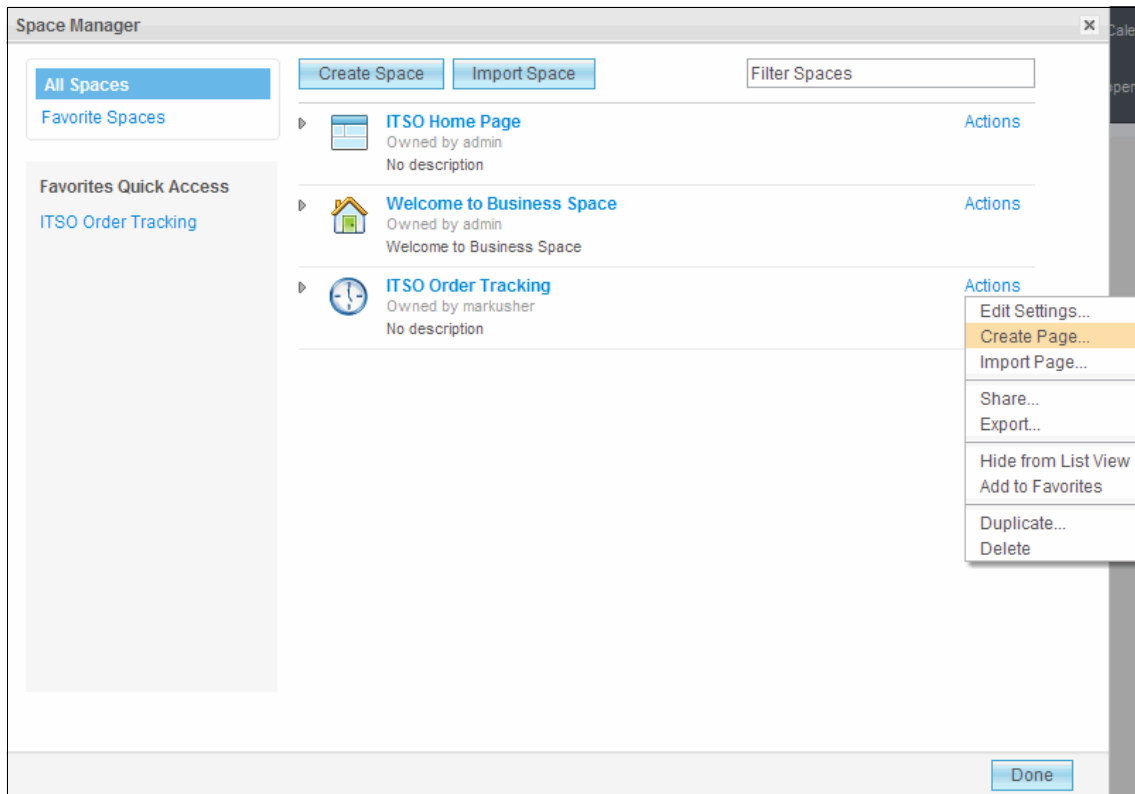 Space Manager
All Spaces
Favorite Spaces
Favorites Quick Access
ITSO Order Tracking
Create Space
Import Space
Filter Spaces
ITSO Home Page
Actions
Owned by admin
No description
Welcome to Business Space
Actions
Owned by admin
Welcome to Business Space
ITSO Order Tracking
Actions
Owned by markusher
No description
Edit Settings...
Create Page...
Import Page...
Share...
Export...
Hide from List View
Add to Favorites
Duplicate...
Delete
Done